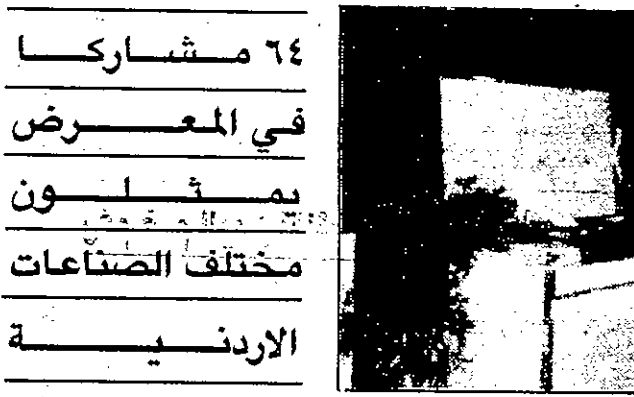 ٦٤ مشاركا
في المعرض
يمثلون
مختلف الصناعات
الاردنية